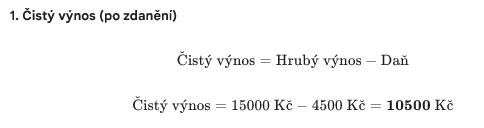 1. Čistý výnos (po zdanění)
Čistý výnos = Hrubý výnos − Daň
Čistý výnos = 15000 Kč − 4500 Kč = 10500 Kč